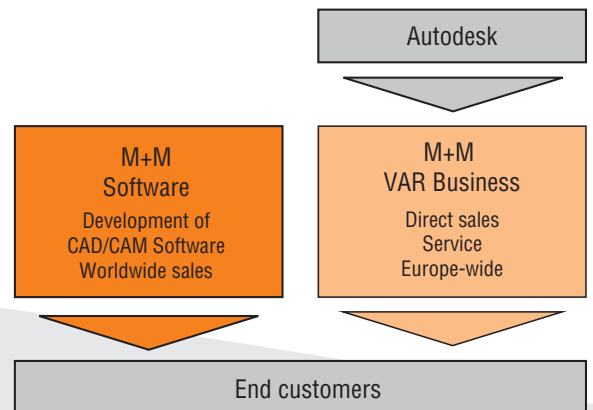 Autodesk
M+M
Software
Development of
CAD/CAM Software
Worldwide sales
M+M
VAR Business
Direct sales
Service
Europe-wide
End customers